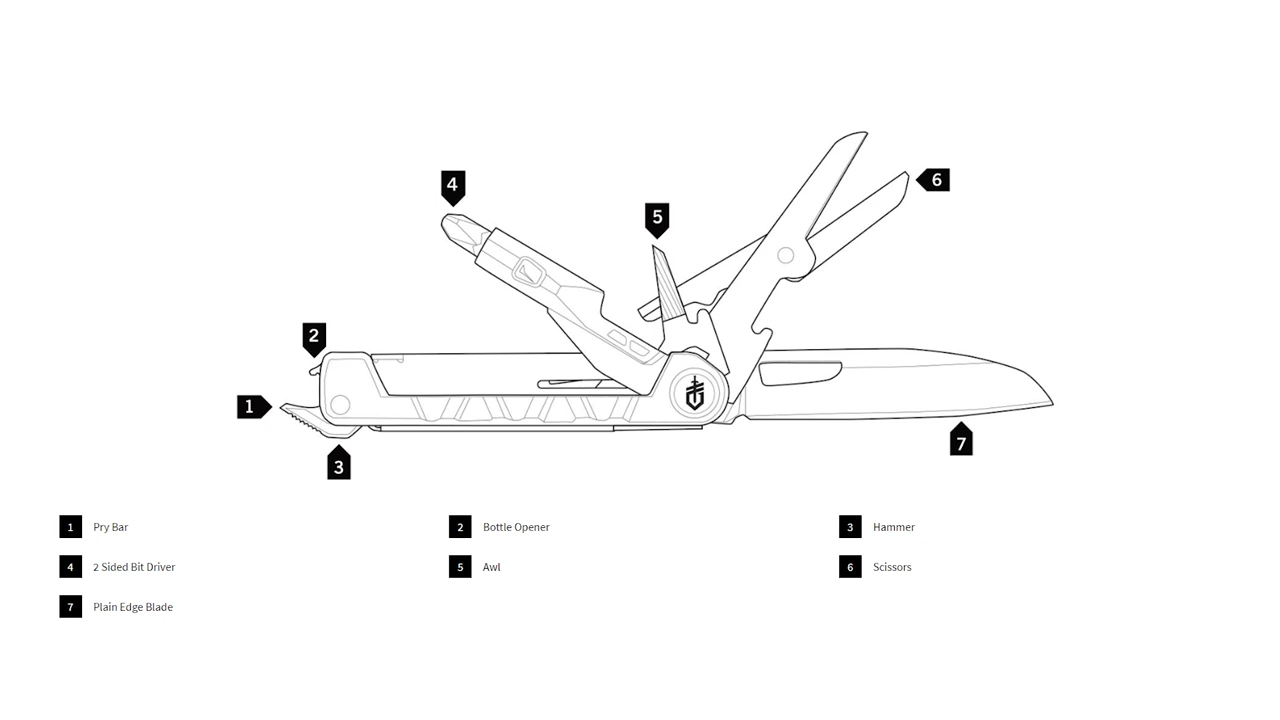 4
6
5
2
1
7
3
1 Pry Bar
2 Bottle Opener
3 Hammer
4 2 Sided Bit Driver
5 Awl
6 Scissors
7 Plain Edge Blade